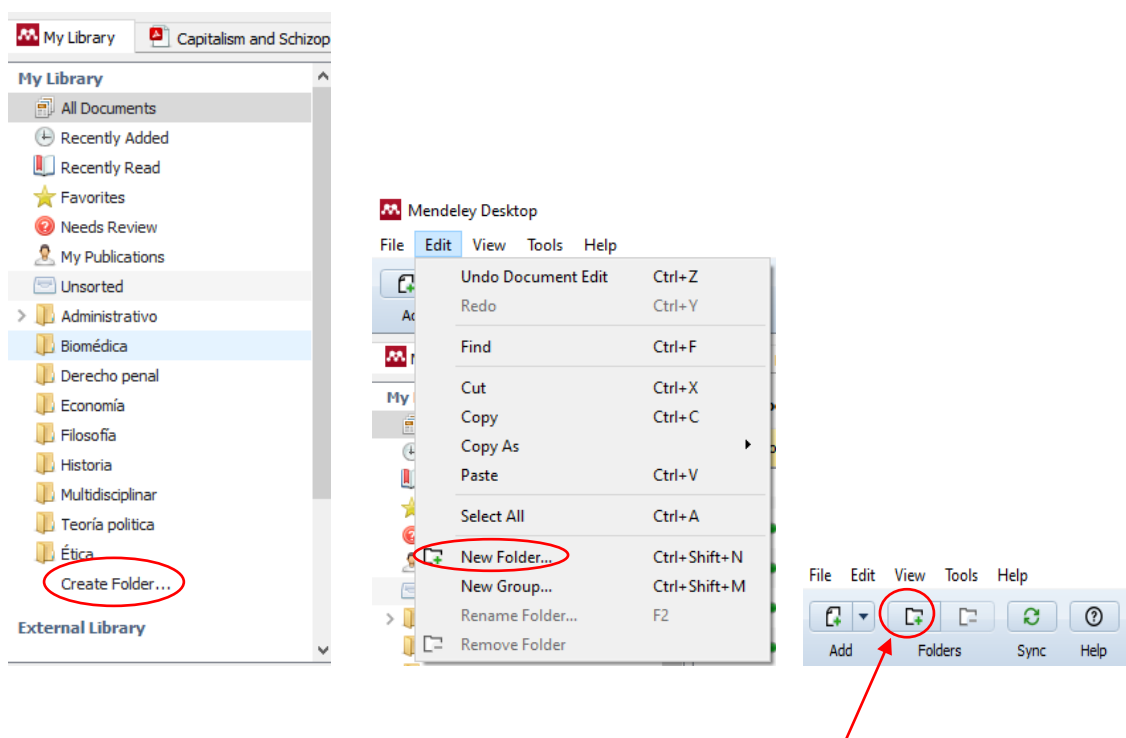 My Library
Capitalism and Schizop
My Library
All Documents
Recently Added
Recently Read
Favorites
Needs Review
My Publications
Unsorted
Administrativo
Biomédica
Derecho penal
Economía
Filosofía
Historia
Multidisciplinar
Teoría politica
Ética
Create Folder...
External Library
Mendeley Desktop
File Edit View Tools Help
Undo Document Edit Ctrl+Z
Redo Ctrl+Y
Find Ctrl+F
Cut Ctrl+X
Copy Ctrl+C
Copy As
Paste Ctrl+V
Select All Ctrl+A
New Folder... Ctrl+Shift+N
New Group... Ctrl+Shift+M
Rename Folder... F2
Remove Folder
My
File Edit View Tools Help
Add Folders Sync Help